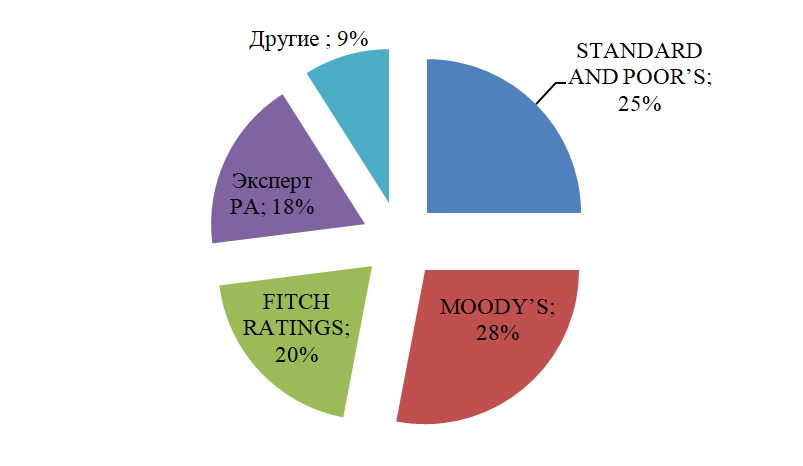 Другие ; 9%
STANDARD
AND POOR’S;
25%
Эксперт
РА; 18%
FITCH
RATINGS;
20%
MOODY’S;
28%